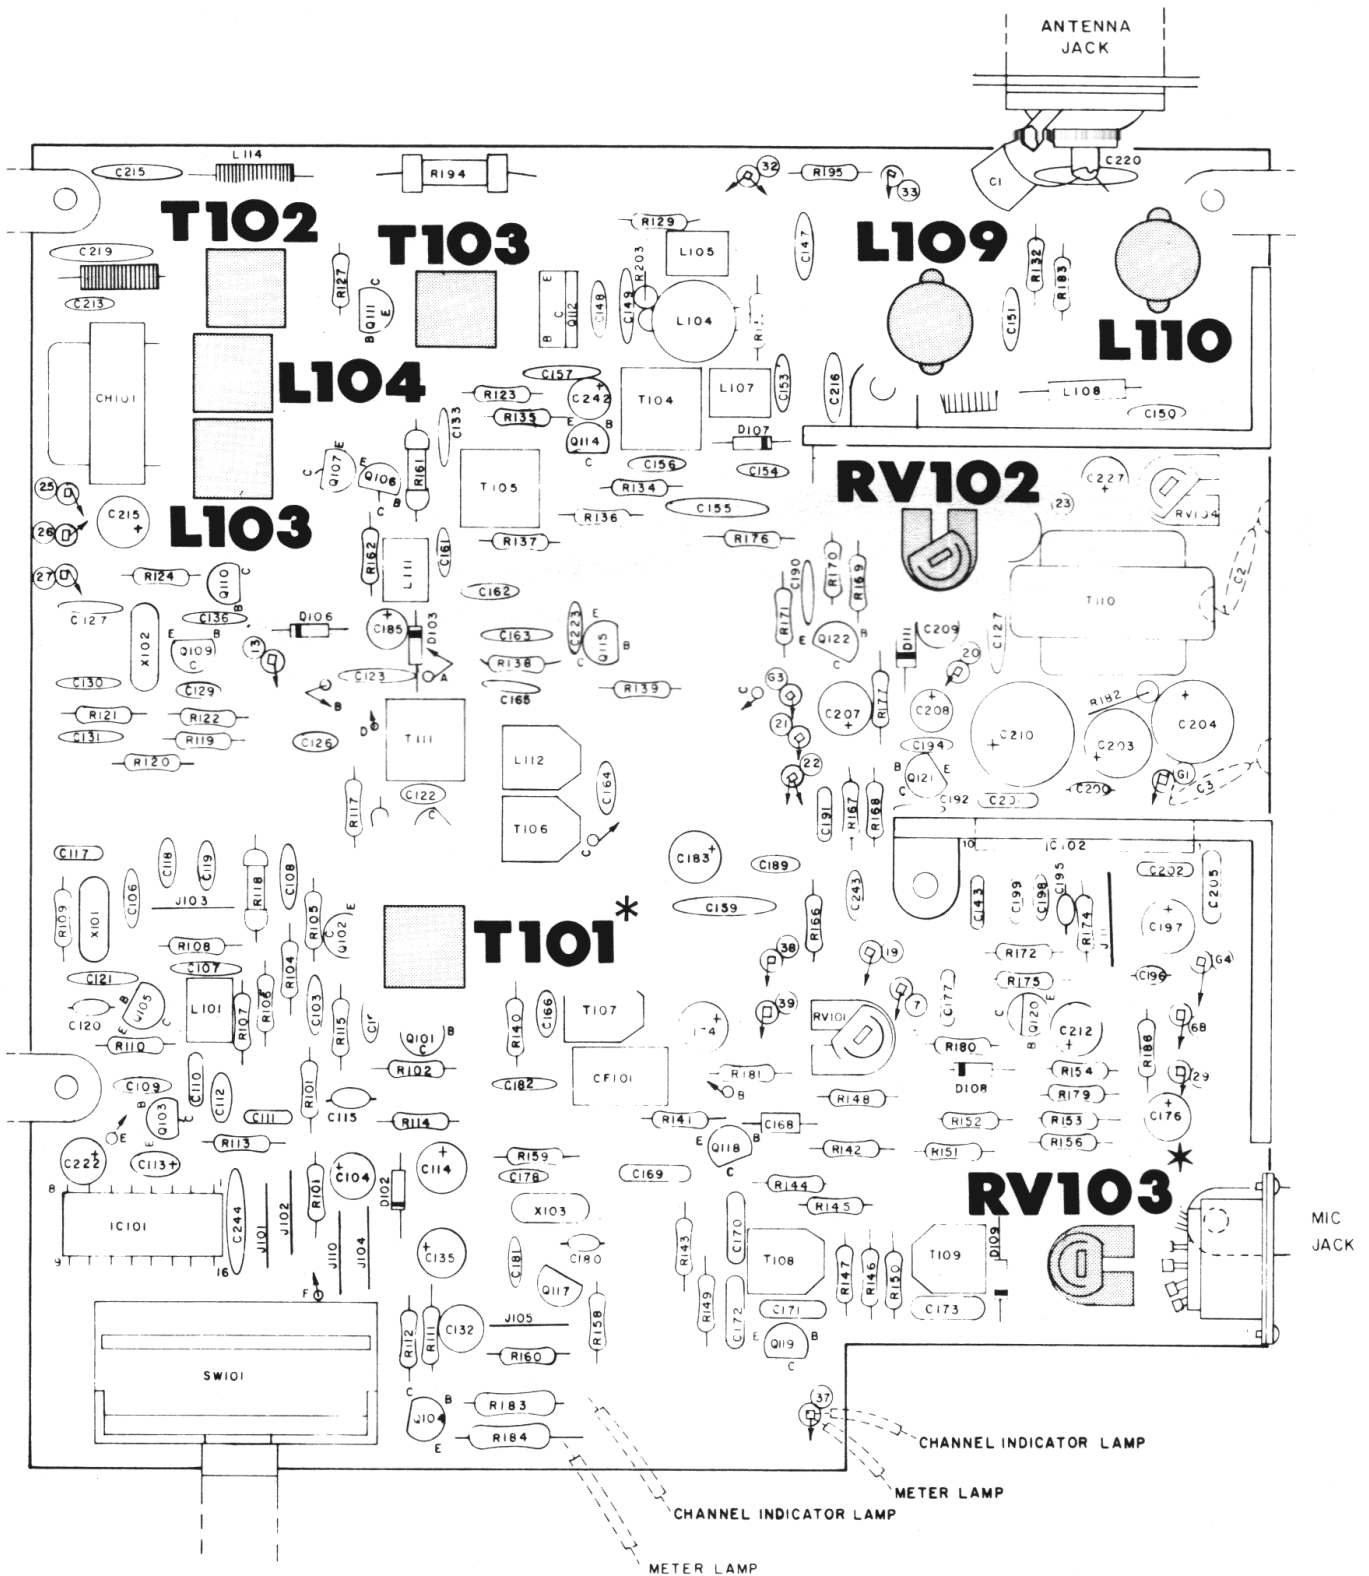 ANTENNA
JACK
C220
C1
L114
C215
R194
32
R195
33
T102
T103
R129
L105
C147
L109
R132
R183
C219
R127
C
Q111
E
B
R203
C149
C148
E
C
B
Q112
L104
C151
L110
C213
L104
CH101
C157
R123
C242
R135
T104
L107
C153
C216
L108
C150
E
B
Q114
C
C133
D107
C156
C154
E
Q107
C
E
Q106
B
C
R161
T105
R134
C155
R136
RV102
C227
23
RV104
25
C215
26
L103
R137
R176
27
R124
Q110
C
B
R162
L111
C161
C162
C190
R170
R169
R171
C2
T110
C127
C136
D106
C185
D103
C163
C223
E
Q115
B
C
X102
E
B
Q109
C
13
R138
E
Q122
C
D111
C209
C127
20
C130
C129
C123
A
C165
R139
C
G3
R177
R182
R121
R122
C
B
D
T111
21
C207
C208
C204
C131
R119
C126
L112
22
C194
C210
C203
R120
C164
B
E
Q121
C
G1
C3
R117
C122
T106
C
C191
R167
R168
C192
C200
C117
C118
C119
C108
C183
C189
10
IC102
1
C202
C205
C106
R118
J103
R109
X101
R105
Q102
C
T101*
C159
C243
R166
C143
C199
C198
C195
R174
C197
R108
C107
R104
38
19
R172
C121
C103
R115
R175
C196
G4
B
Q105
C
E
L101
R107
R106
R140
C166
T107
39
RV101
7
C177
C
E
Q120
B
C212
68
C120
R110
Q101
B
C
R102
R180
R186
C109
C110
C112
R101
C115
C182
CF101
R181
B
D108
R154
29
R148
R179
E
B
Q103
E
C111
R114
R141
C168
R152
R153
C176
R113
E
Q118
B
C
R142
R151
R156
C222
C113+
R159
C114
C104
D102
C178
C169
R144
RV103*
8
IC101
9
16
C244
J101
J102
R101
J110
J104
X103
R145
MIC
JACK
C135
C181
C180
R143
C170
T108
R147
R146
R150
T109
D109
F
Q117
R149
C172
C171
C173
SW101
R112
R111
C132
J105
R158
R160
E
Q119
B
C
C
B
Q104
E
R183
R184
37
CHANNEL INDICATOR LAMP
METER LAMP
CHANNEL INDICATOR LAMP
METER LAMP